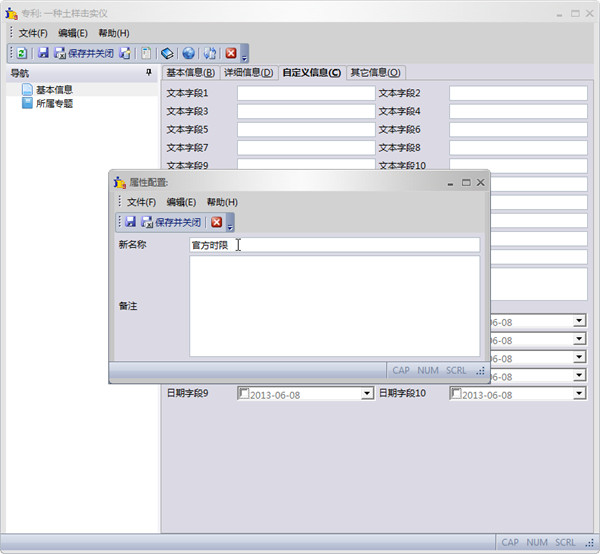 专利: 一种土样击实仪
文件(F) 编辑(E) 帮助(H)
保存并关闭
导航
基本信息
所属专题
基本信息(B) 详细信息(D) 自定义信息(C) 其它信息(O)
文本字段1 文本字段2
文本字段3 文本字段4
文本字段5 文本字段6
文本字段7 文本字段8
文本字段9 文本字段10
属性配置:
文件(F) 编辑(E) 帮助(H)
保存并关闭
新名称 官方时限
备注
06-08
06-08
06-08
06-08
CAP NUM SCRL
日期字段9 2013-06-08 日期字段10 2013-06-08
CAP NUM SCRL